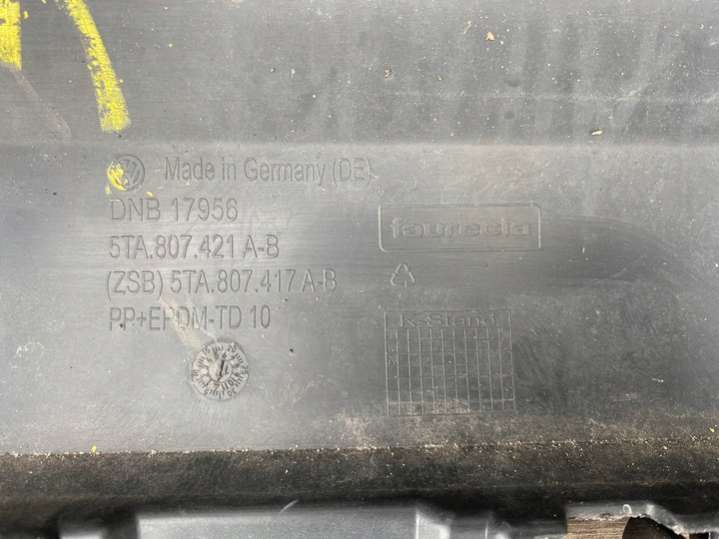 Made in Germany (DE)
DNB 17956
5TA.807.421 A-B
(ZSB) 5TA.807.417 A-B
PP+EPDM-TD 10
faurecia
K-Stand